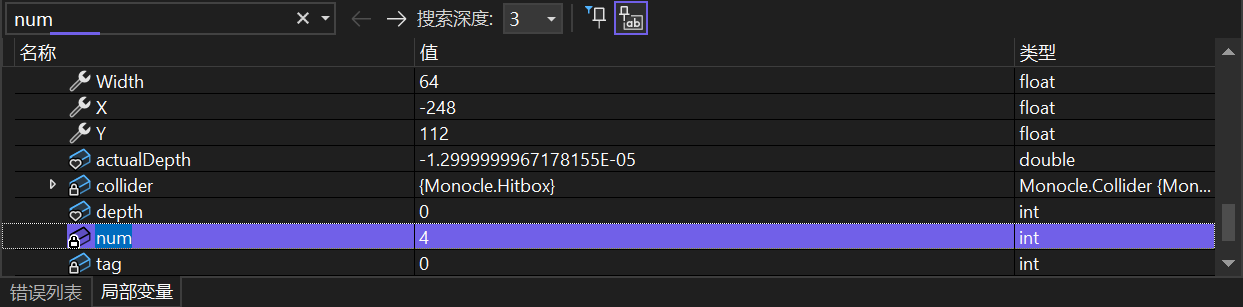 num 搜索深度: 3
名称 值 类型
Width 64 float
X -248 float
Y 112 float
actualDepth -1.2999999967178155E-05 double
collider {Monocle.Hitbox} Monocle.Collider {Mon...
depth 0 int
num 4 int
tag 0 int
错误列表 局部变量